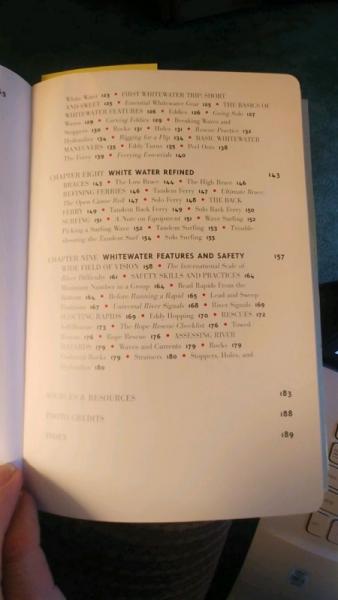 White Water 123 • FIRST WHITEWATER TRIP: SHORT
AND SWEET 125 • Essential Whitewater Gear 125 • THE BASICS OF
WHITEWATER FEATURES 126 • Eddies 126 • Going Solo 127
Waves 129 • Carving Eddies 129 • Breaking Waves and
Stoppers 130 • Rocks 131 • Holes 131 • Rescue Practice 132
Hydraulics 134 • Rigging for a Flip 134 • BASIC WHITEWATER
MANEUVERS 135 • Eddy Turns 135 • Peel Outs 138
The Ferry 139 • Ferrying Essentials 140
CHAPTER EIGHT WHITE WATER REFINED 143
BRACES 143 • The Low Brace 144 • The High Brace 146
REFINING FERRIES 146 • Tandem Ferry 147 • Ultimate Brace:
The Open Canoe Roll 147 • Solo Ferry 148 • THE BACK
FERRY 149 • Tandem Back Ferry 149 • Solo Back Ferry 150
SURFING 151 • A Note on Equipment 151 • Wave Surfing 152
Picking a Surfing Wave 152 • Tandem Surfing 153 • Trouble-
shooting the Tandem Surf 154 • Solo Surfing 155
CHAPTER NINE WHITEWATER FEATURES AND SAFETY 157
WIDE FIELD OF VISION 158 • The International Scale of
River Difficulty 161 • SAFETY SKILLS AND PRACTICES 164
Maximum Number in a Group 164 • Read Rapids From the
Bottom 164 • Before Running a Rapid 165 • Lead and Sweep
Positions 167 • Universal River Signals 168 • River Signals 169
SCOUTING RAPIDS 169 • Eddy Hopping 170 • RESCUES 172
Self-Rescue 173 • The Rope Rescue Checklist 176 • Towed
Rescue 176 • Rope Rescue 176 • ASSESSING RIVER
HAZARDS 179 • Waves and Currents 179 • Rocks 179
Undercut Rocks 179 • Strainers 180 • Stoppers, Holes, and
Hydraulics 180
SOURCES & RESOURCES 183
PHOTO CREDITS 188
INDEX 189